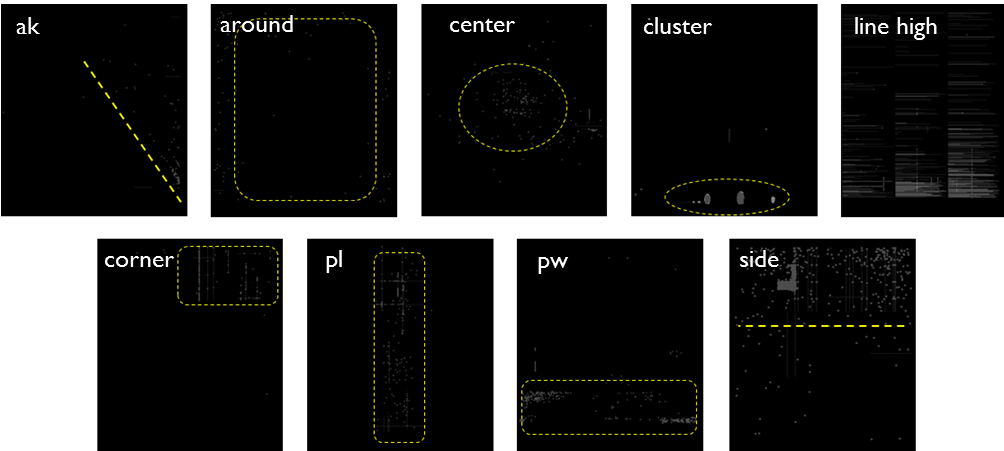 ak
around
center
cluster
line high
corner
pl
pw
side